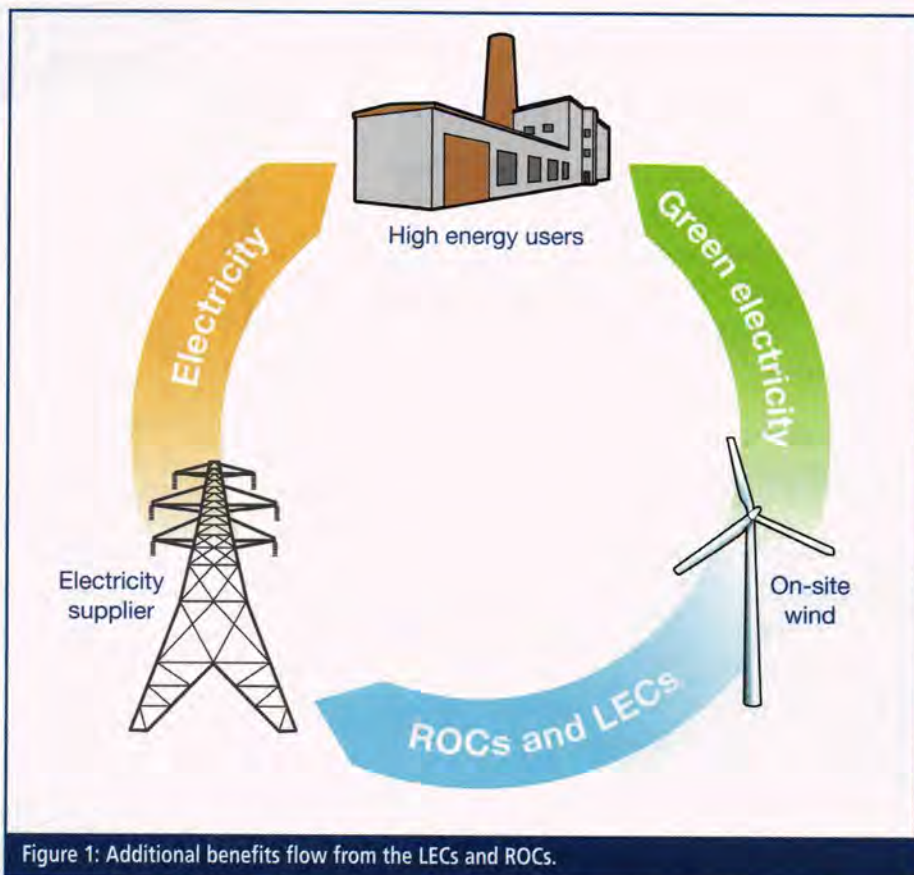 High energy users
Electricity
Green electricity
Electricity
supplier
On-site
wind
ROCs and LECs
Figure 1: Additional benefits flow from the LECs and ROCs.